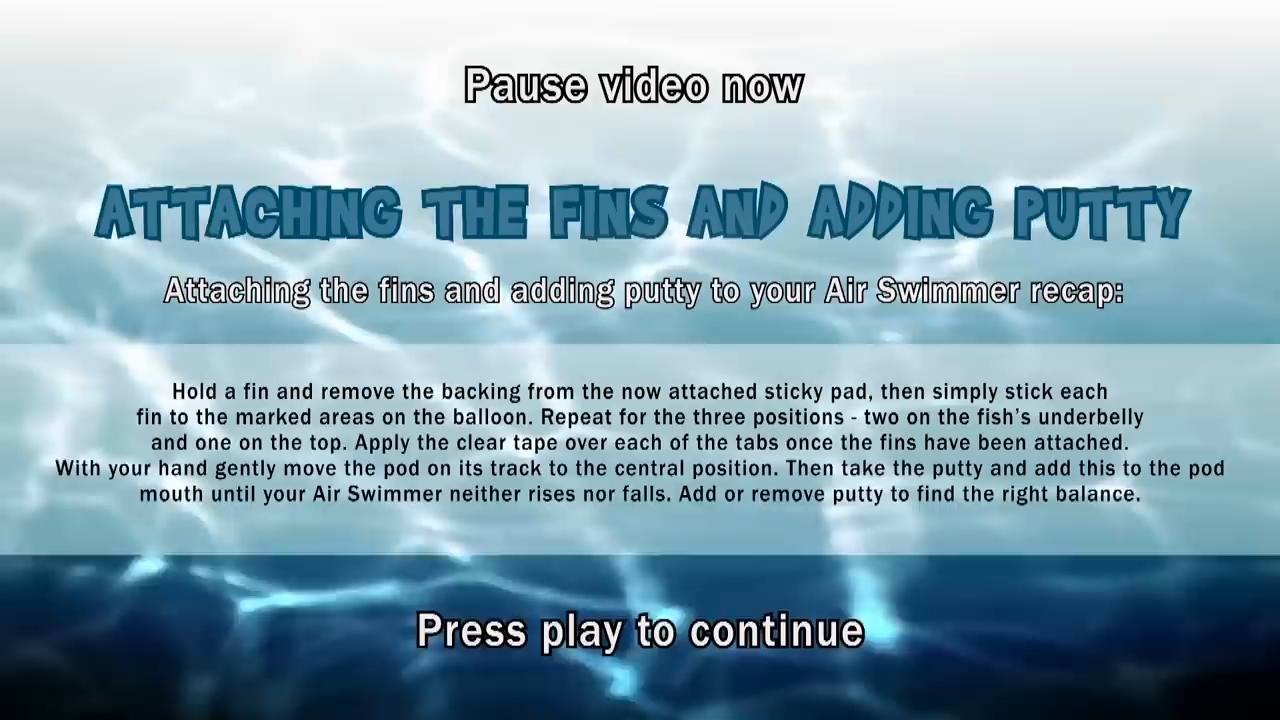 Pause video now
ATTACHING THE FINS AND ADDING PUTTY
Attaching the fins and adding putty to your Air Swimmer recap:
Hold a fin and remove the backing from the now attached sticky pad, then simply stick each
fin to the marked areas on the balloon. Repeat for the three positions - two on the fish’s underbelly
and one on the top. Apply the clear tape over each of the tabs once the fins have been attached.
With your hand gently move the pod on its track to the central position. Then take the putty and add this to the pod
mouth until your Air Swimmer neither rises nor falls. Add or remove putty to find the right balance.
Press play to continue